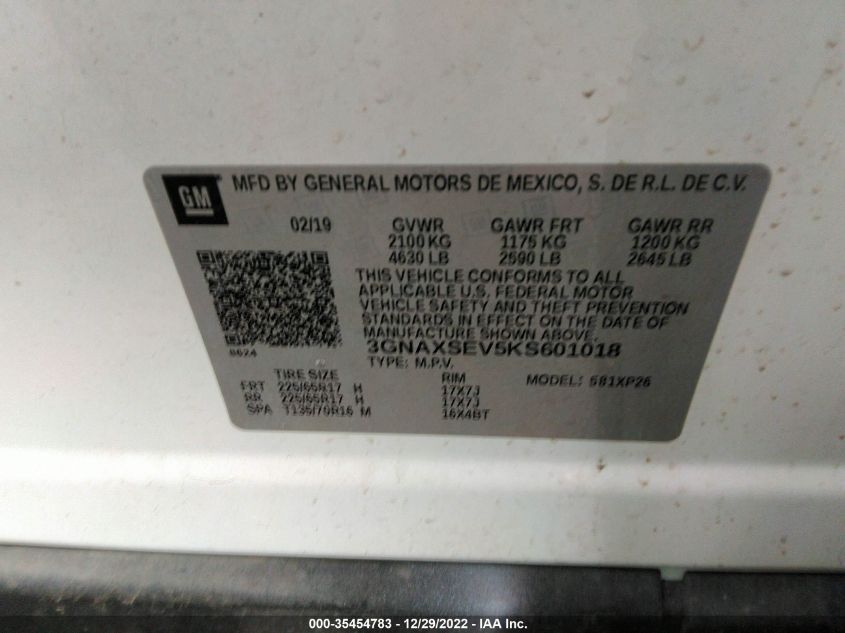 GM MFD BY GENERAL MOTORS DE MEXICO, S. DE R.L. DE C.V.
02/19 GVWR GAWR FRT GAWR RR
2100 KG 1175 KG 1200 KG
4630 LB 2590 LB 2645 LB
THIS VEHICLE CONFORMS TO ALL
APPLICABLE U.S. FEDERAL MOTOR
VEHICLE SAFETY AND THEFT PREVENTION
STANDARDS IN EFFECT ON THE DATE OF
MANUFACTURE SHOWN ABOVE.
3GNAXSEV5KS601018
8624 TYPE: M.P.V.
TIRE SIZE RIM MODEL: 1XP26
FRT 225/65R17 H 17X7J
RR 225/65R17 H 17X7J
SPA T135/70R16 M 16X4BT
000-35454783 - 12/29/2022 - IAA Inc.